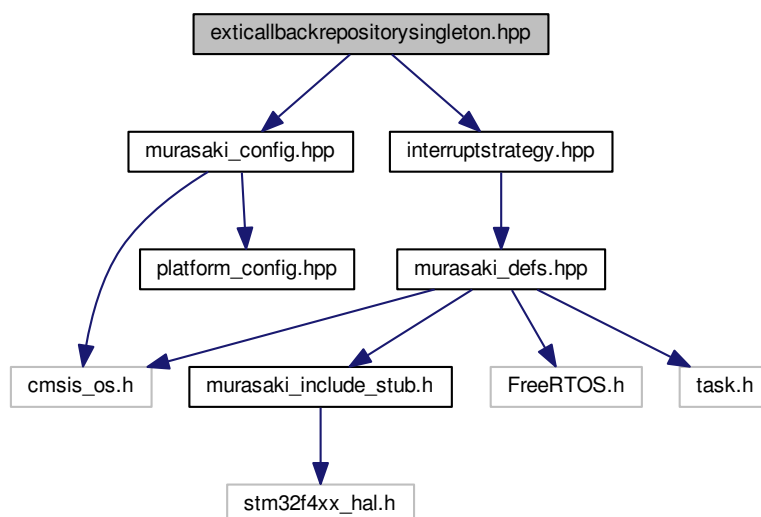 exticallbackrepositorysingleton.hpp
murasaki_config.hpp
interruptstrategy.hpp
platform_config.hpp
murasaki_defs.hpp
cmsis_os.h
murasaki_include_stub.h
FreeRTOS.h
task.h
stm32f4xx_hal.h